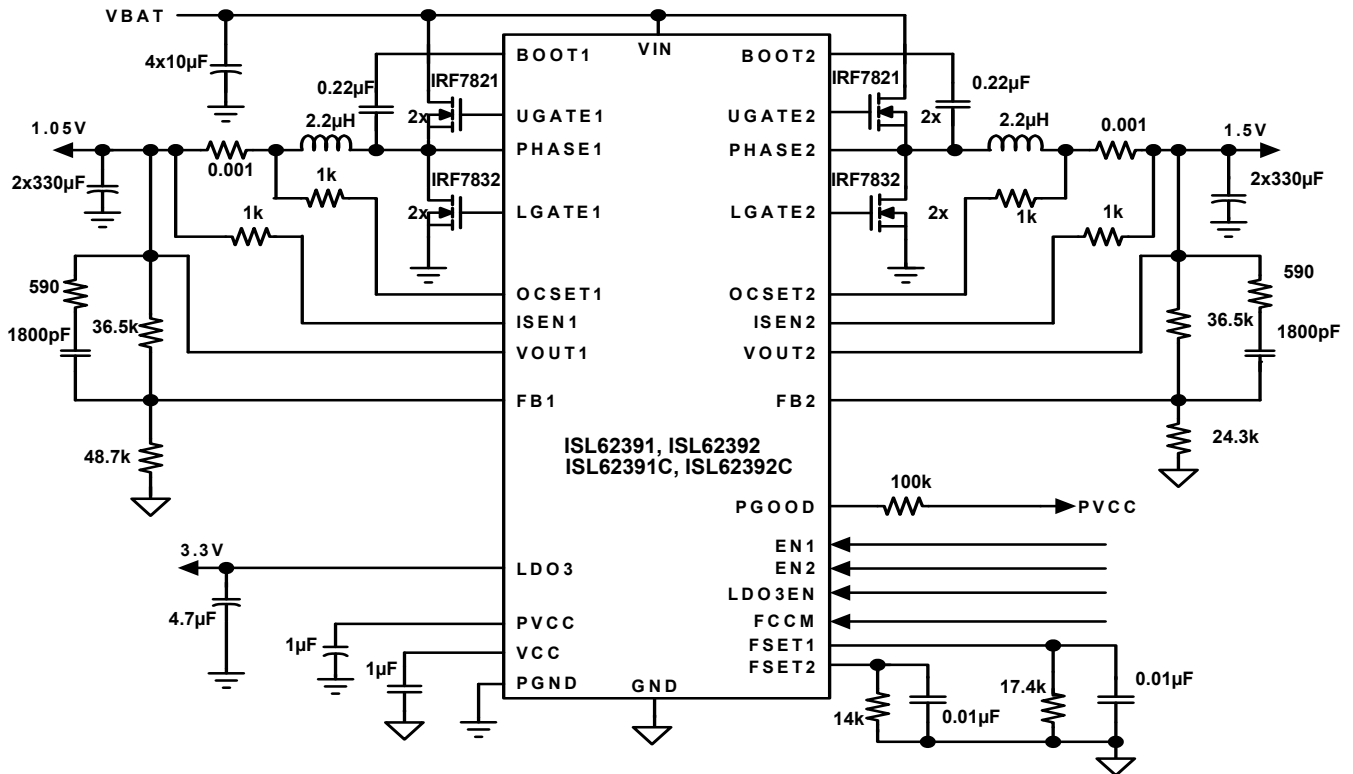 VBAT
VIN
4x10µF
0.22µF
IRF7821
2x
BOOT1
UGATE1
PHASE1
LGATE1
BOOT2
UGATE2
PHASE2
LGATE2
IRF7821
2x
0.22µF
1.05V
2.2µH
0.001
2x330µF
1k
1k
IRF7832
2x
IRF7832
2x
2.2µH
0.001
1.5V
2x330µF
1k
1k
590
1800pF
36.5k
48.7k
OCSET1
ISEN1
VOUT1
FB1
OCSET2
ISEN2
VOUT2
FB2
590
36.5k
1800pF
24.3k
ISL62391, ISL62392
ISL62391C, ISL62392C
PGOOD
100k
PVCC
EN1
EN2
LDO3EN
FCCM
FSET1
FSET2
3.3V
LDO3
4.7µF
PVCC
1µF
VCC
1µF
PGND
GND
14k
0.01µF
17.4k
0.01µF